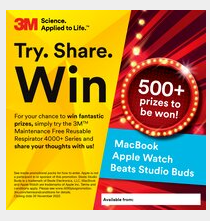 3M Science.
Applied to Life.™
Try. Share.
Win
500+
prizes to
be won!
For your chance to win fantastic
prizes, simply try the 3M™
Maintenance Free Reusable
Respirator 4000+ Series and
share your thoughts with us!
MacBook
Apple Watch
Beats Studio Buds
Available from: